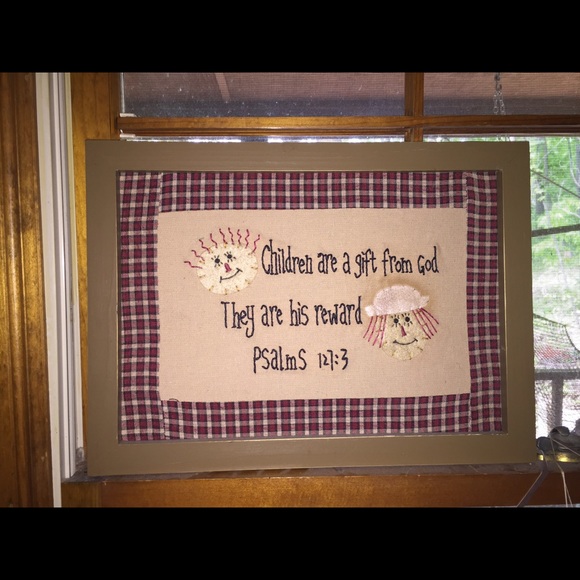 Children are a gift from God
They are his reward
Psalms 127:3